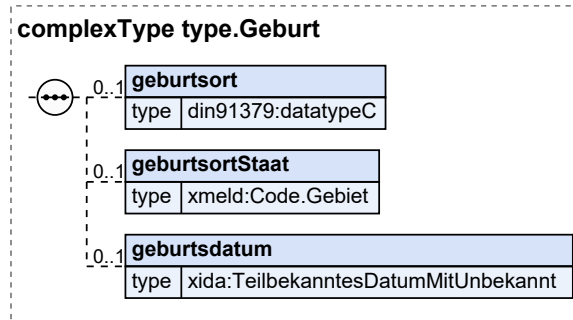 complexType type.Geburt
0..1 geburtsort
type din91379:datatypeC
0..1 geburtsortStaat
type xmeld:Code.Gebiet
0..1 geburtsdatum
type xida:TeilbekanntesDatumMitUnbekannt